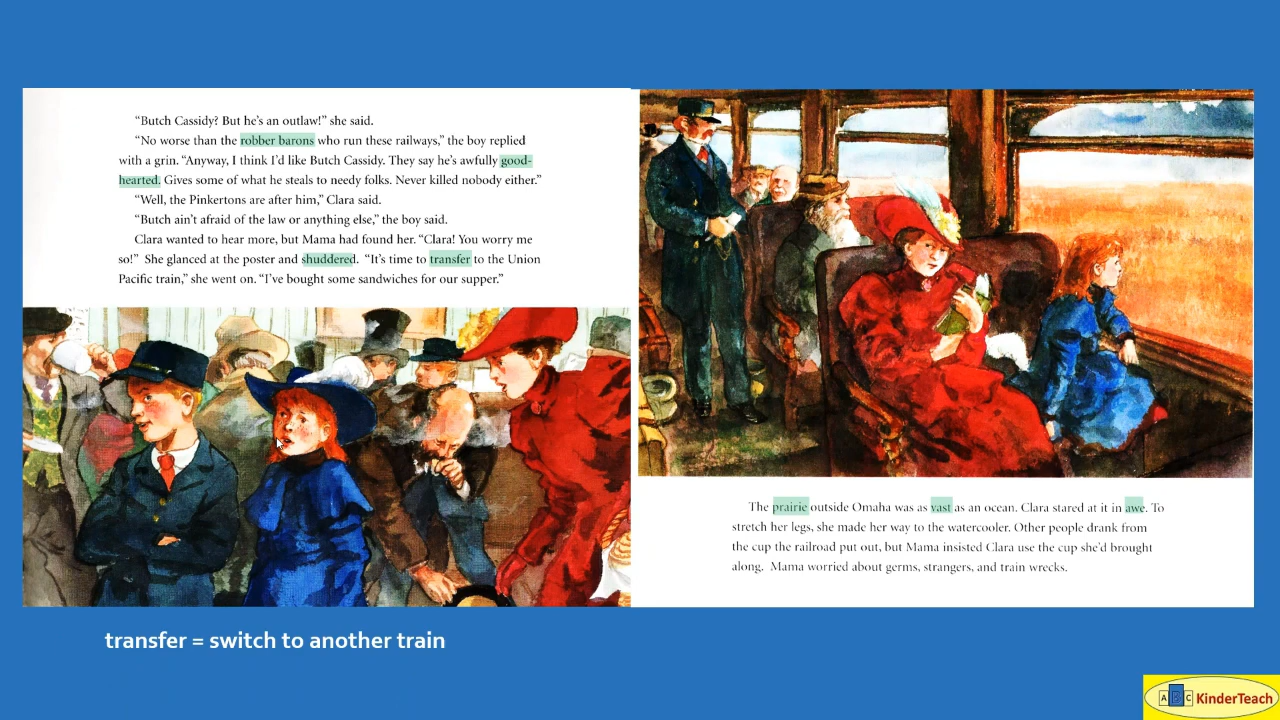 “Butch Cassidy? But he’s an outlaw!” she said.
“No worse than the robber barons who run these railways,” the boy replied
with a grin. “Anyway, I think I’d like Butch Cassidy. They say he’s awfully good-
hearted. Gives some of what he steals to needy folks. Never killed nobody either.”
“Well, the Pinkertons are after him,” Clara said.
“Butch ain’t afraid of the law or anything else,” the boy said.
Clara wanted to hear more, but Mama had found her. “Clara! You worry me
so!” She glanced at the poster and shuddered. “It’s time to transfer to the Union
Pacific train,” she went on. “I’ve bought some sandwiches for our supper.”
The prairie outside Omaha was as vast as an ocean. Clara stared at it in awe. To
stretch her legs, she made her way to the watercooler. Other people drank from
the cup the railroad put out, but Mama insisted Clara use the cup she’d brought
along. Mama worried about germs, strangers, and train wrecks.
transfer = switch to another train
A B C KinderTeach